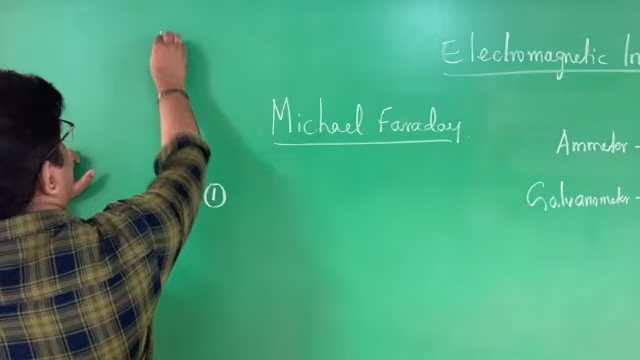 Electromagnetic In
Michael Faraday
Ammeter -
①
Galvanometer -